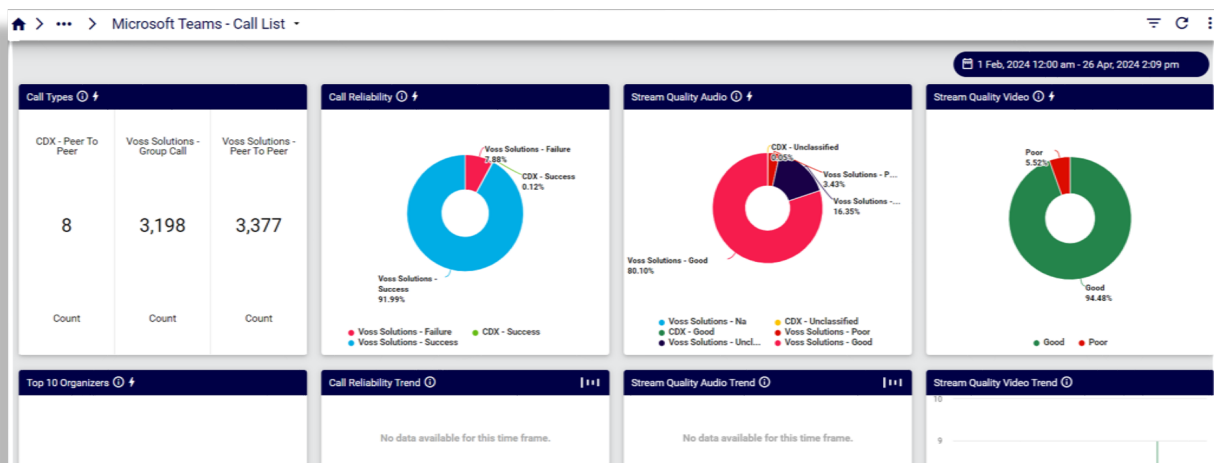 Microsoft Teams - Call List
1 Feb, 2024 12:00 am - 26 Apr, 2024 2:09 pm
Call Types
CDX - Peer To
Peer
Voss Solutions -
Group Call
Voss Solutions -
Peer To Peer
8
3,198
3,377
Count
Count
Count
Call Reliability
Voss Solutions - Failure
7.88%
CDX - Success
0.12%
Voss Solutions -
Success
91.99%
Voss Solutions - Failure
CDX - Success
Voss Solutions - Success
Stream Quality Audio
CDX - Unclassified
0.05%
Voss Solutions - P...
3.43%
Voss Solutions -...
16.35%
Voss Solutions - Good
80.10%
Voss Solutions - Na
CDX - Unclassified
CDX - Good
Voss Solutions - Poor
Voss Solutions - Uncl...
Voss Solutions - Good
Stream Quality Video
Poor
5.52%
Good
94.48%
Good
Poor
Top 10 Organizers
Call Reliability Trend
No data available for this time frame.
Stream Quality Audio Trend
No data available for this time frame.
Stream Quality Video Trend
10
9